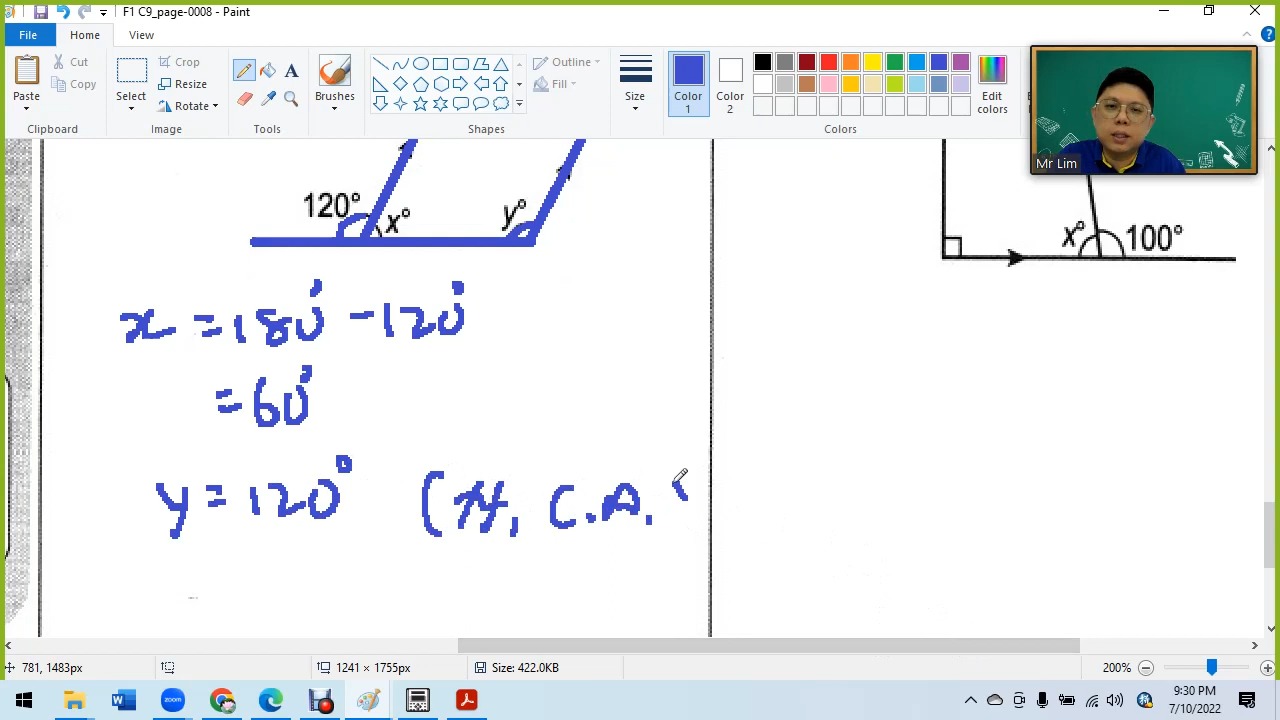 F1 C9_page-0008 - Paint
File Home View
Paste Cut Copy Clipboard
Select Crop Resize Rotate Image
Tools
Brushes
Outline Fill Shapes
Size
Color 1 Color 2 Edit colors Colors
Mr Lim
120° x° y°
x° 100°
x = 180° - 120°
= 60°
y = 120° (
, C.A.
781, 1483px 1241 × 1755px Size: 422.0KB 200%
zoom
9:30 PM
7/10/2022